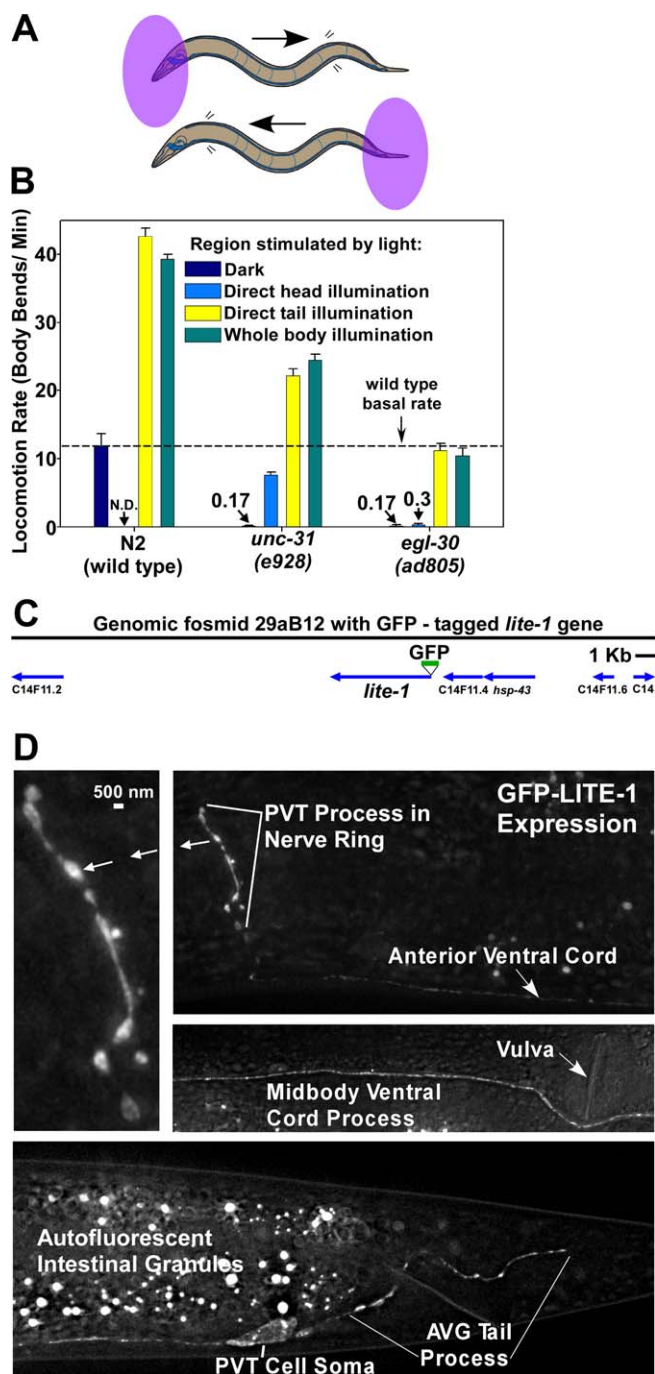 A
B
Locomotion Rate (Body Bends/ Min)
40
30
20
10
0
Region stimulated by light:
Dark
Direct head illumination
Direct tail illumination
Whole body illumination
wild type
basal rate
N.D.
0.17
0.17
0.3
N2
(wild type)
unc-31
(e928)
egl-30
(ad805)
C
Genomic fosmid 29aB12 with GFP - tagged lite-1 gene
GFP
1 Kb
C14F11.2
lite-1
C14F11.4
hsp-43
C14F11.6
C14
D
500 nm
PVT Process in
Nerve Ring
GFP-LITE-1
Expression
Anterior Ventral Cord
Vulva
Midbody Ventral
Cord Process
Autofluorescent
Intestinal Granules
PVT Cell Soma
AVG Tail
Process